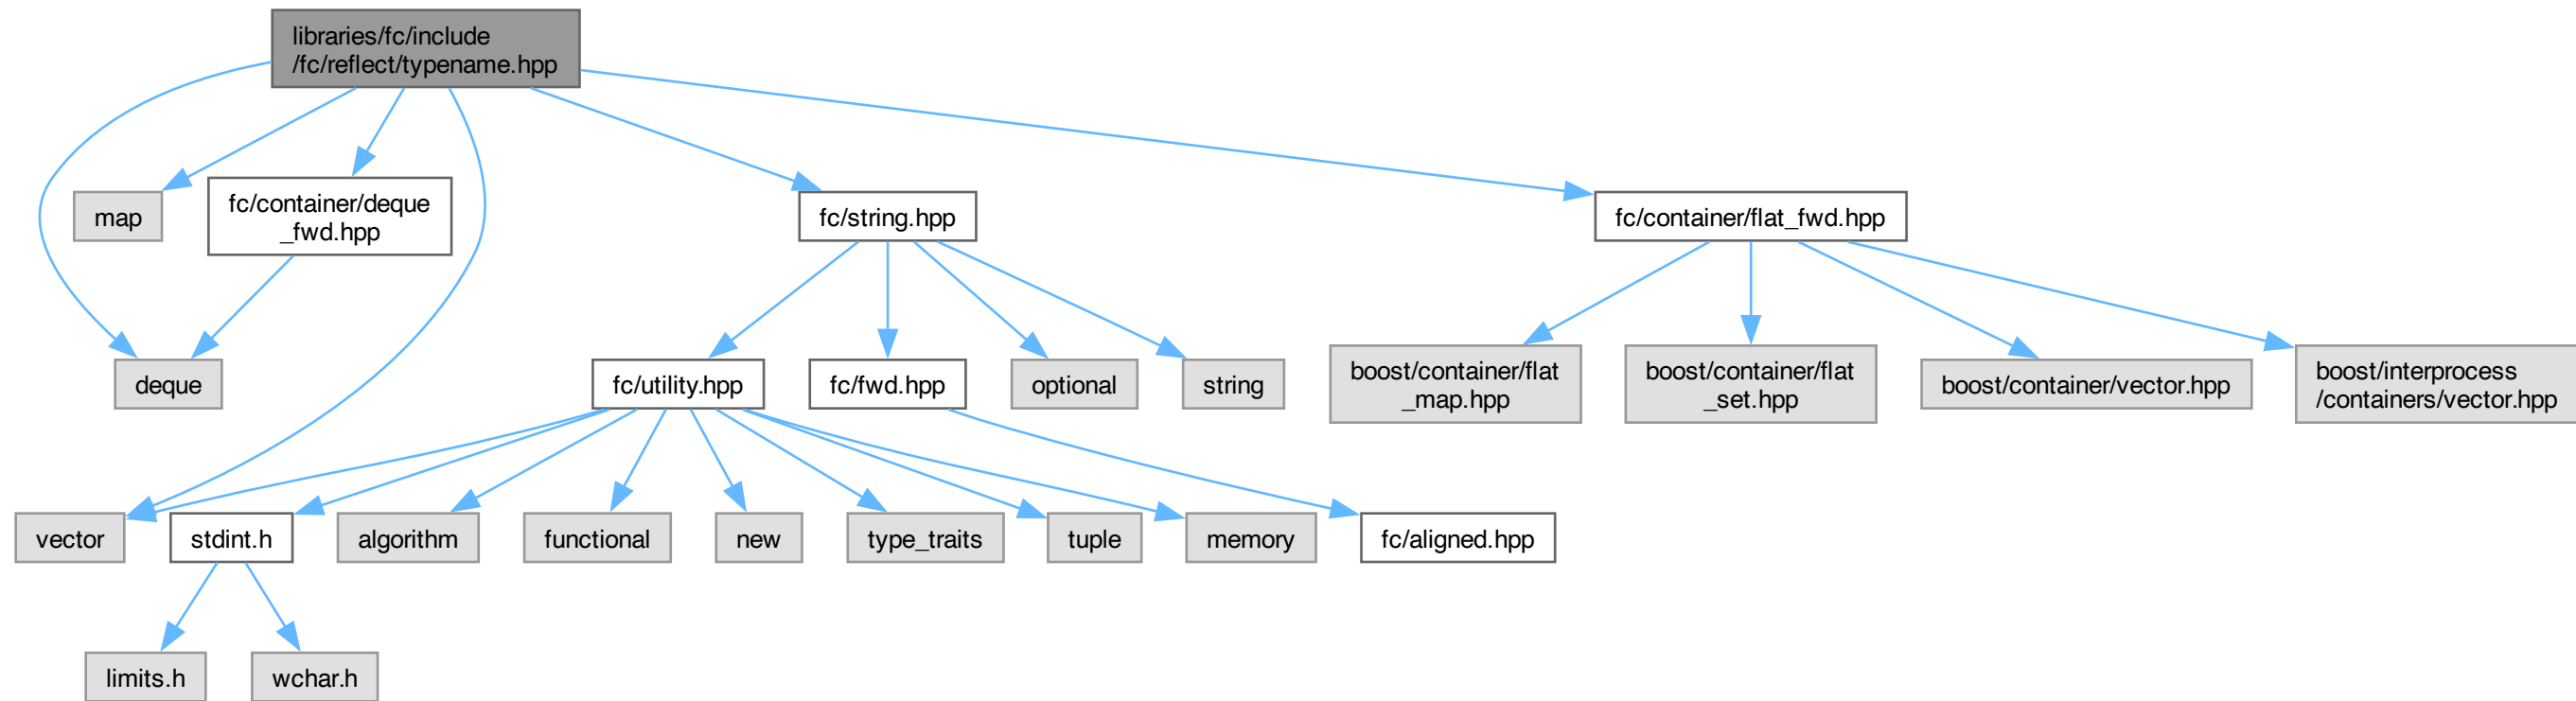 libraries/fc/include
/fc/reflect/typename.hpp
map
fc/container/deque
_fwd.hpp
fc/string.hpp
fc/container/flat_fwd.hpp
deque
fc/utility.hpp
fc/fwd.hpp
optional
string
boost/container/flat
_map.hpp
boost/container/flat
_set.hpp
boost/container/vector.hpp
boost/interprocess
/containers/vector.hpp
vector
stdint.h
algorithm
functional
new
type_traits
tuple
memory
fc/aligned.hpp
limits.h
wchar.h